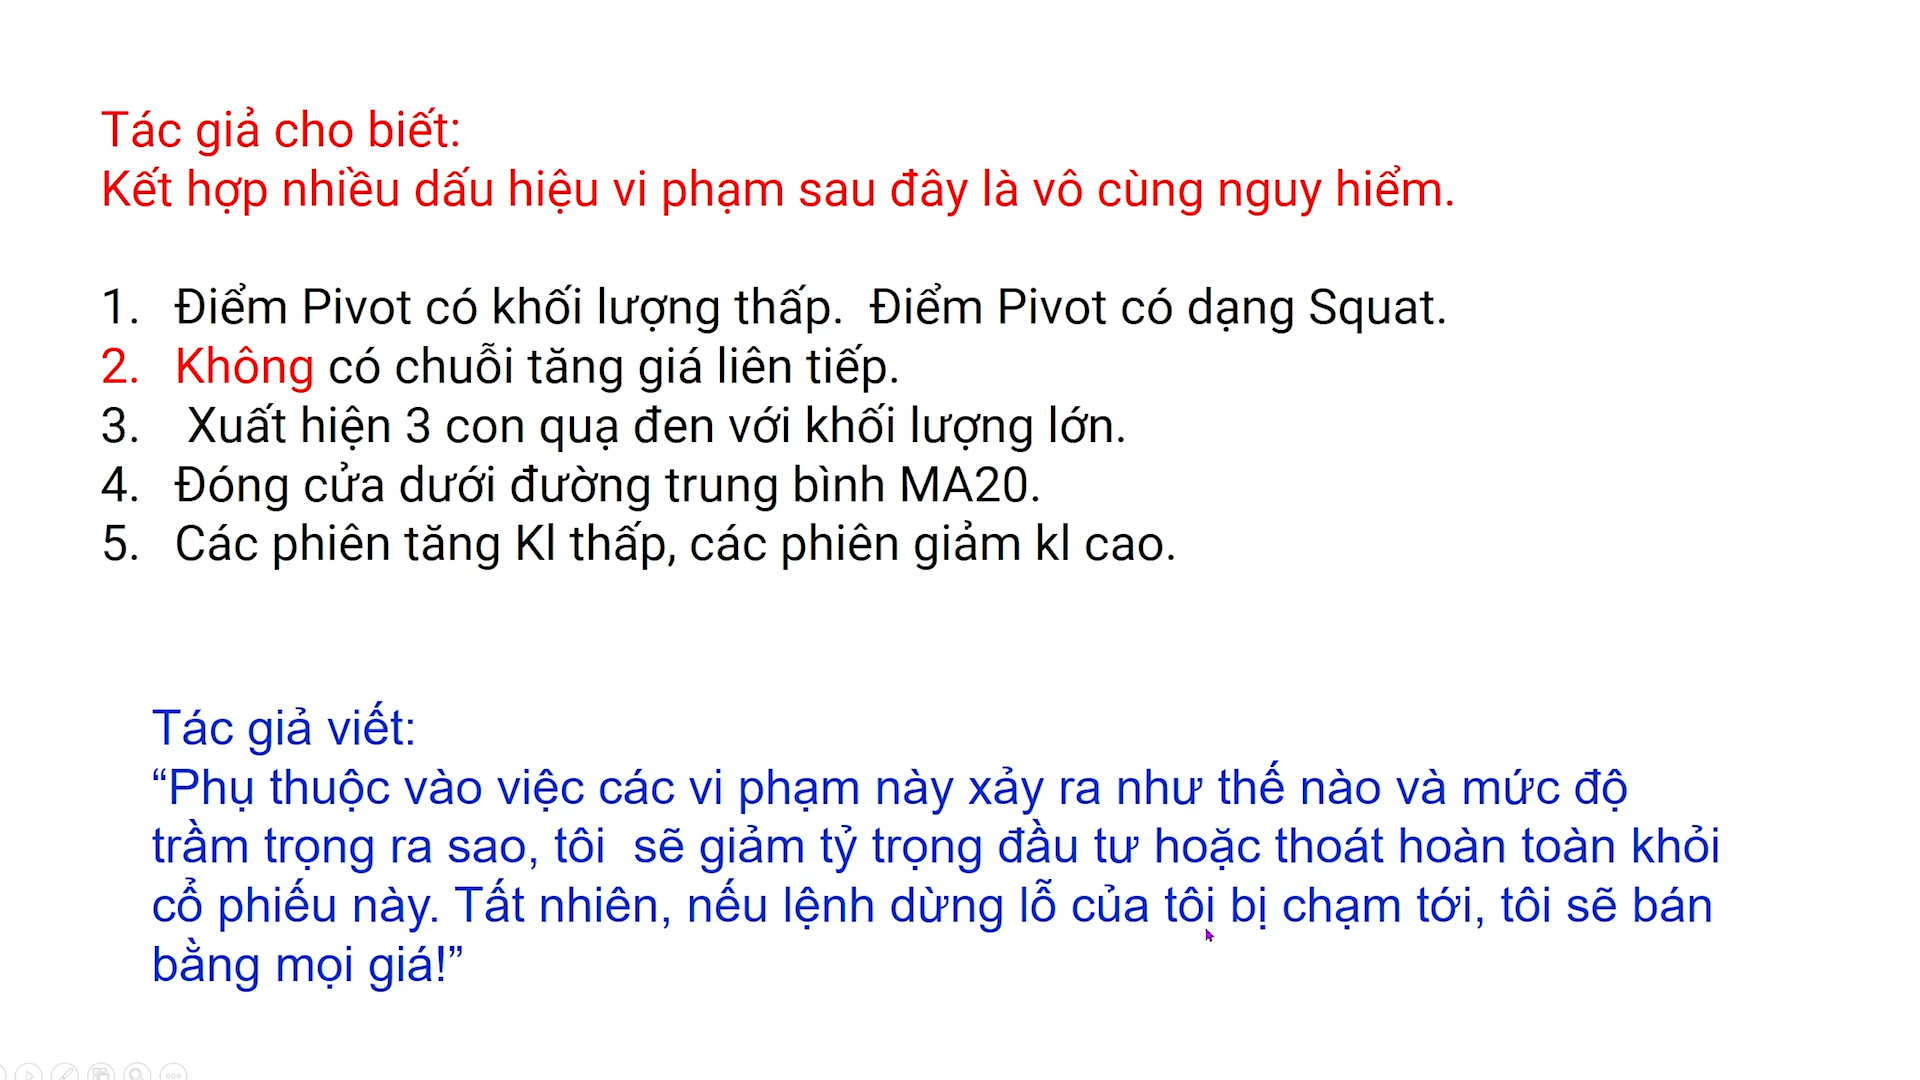 Tác giả cho biết:
Kết hợp nhiều dấu hiệu vi phạm sau đây là vô cùng nguy hiểm.
1. Điểm Pivot có khối lượng thấp. Điểm Pivot có dạng Squat.
2. Không có chuỗi tăng giá liên tiếp.
3. Xuất hiện 3 con quạ đen với khối lượng lớn.
4. Đóng cửa dưới đường trung bình MA20.
5. Các phiên tăng Kl thấp, các phiên giảm kl cao.
Tác giả viết:
“Phụ thuộc vào việc các vi phạm này xảy ra như thế nào và mức độ
trầm trọng ra sao, tôi sẽ giảm tỷ trọng đầu tư hoặc thoát hoàn toàn khỏi
cổ phiếu này. Tất nhiên, nếu lệnh dừng lỗ của tôi bị chạm tới, tôi sẽ bán
bằng mọi giá!”